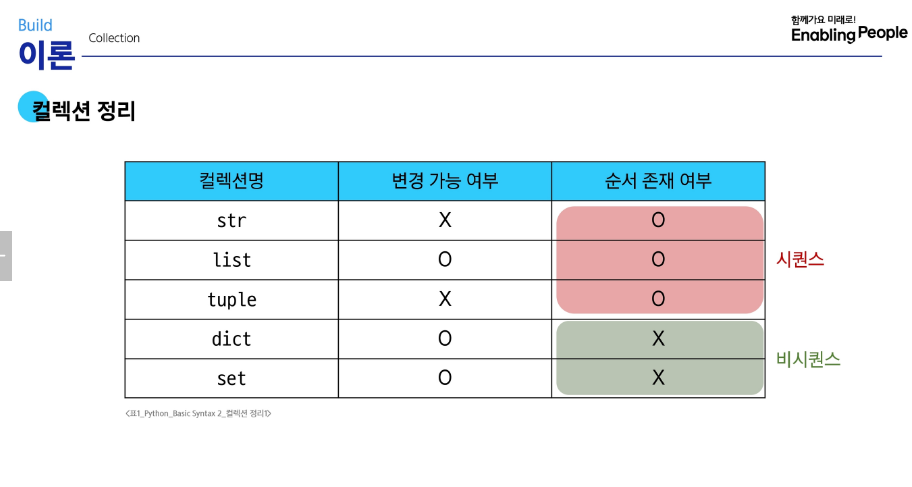 Build
이론
Collection
함께가요 미래로!
Enabling People
컬렉션 정리
컬렉션명 변경 가능 여부 순서 존재 여부
str X O
list O O
tuple X O
dict O X
set O X
시퀀스
비시퀀스
<표1_Python_Basic Syntax 2_컬렉션 정리1>